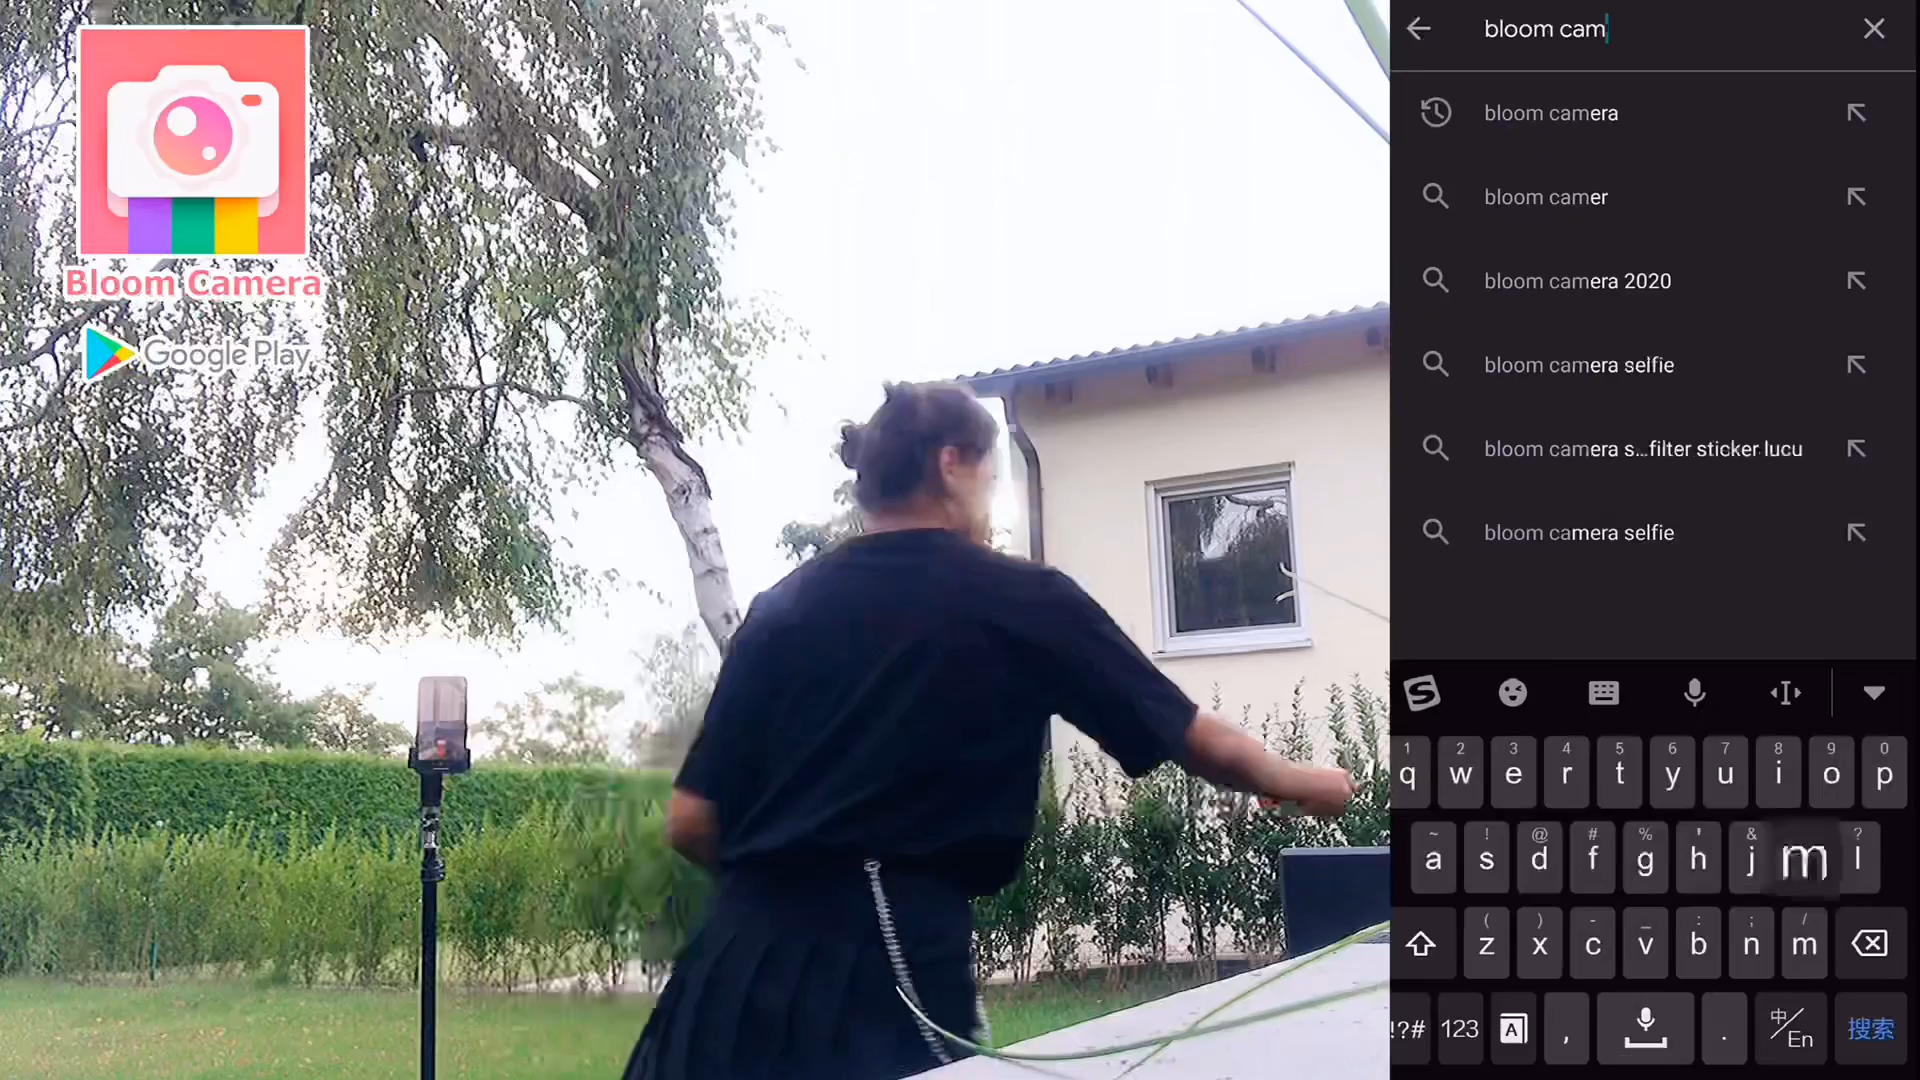 Bloom Camera
Google Play
bloom cam
bloom camera
bloom camer
bloom camera 2020
bloom camera selfie
bloom camera s...filter sticker lucu
bloom camera selfie
1 2 3 4 5 6 7 8 9 0
q w e r t y u i o p
~ ! @ # % ' & ?
a s d f g h j m l
( ) - _ : ; /
z x c v b n m
!?# 123 A , . 中/En 搜索